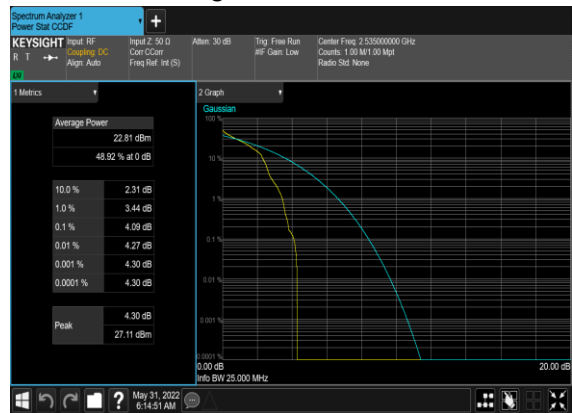 Spectrum Analyzer 1
Power Stat CCDF
+
KEYSIGHT
R T
Input: RF
Coupling: DC
Align: Auto
Input Z: 50 Ω
Corr CCorr
Freq Ref: Int (S)
Atten: 30 dB
Trig: Free Run
#IF Gain: Low
Center Freq: 2.535000000 GHz
Counts: 1.00 M/1.00 Mpt
Radio Std: None
1 Metrics
Average Power
22.81 dBm
48.92 % at 0 dB
10.0 % 2.31 dB
1.0 % 3.44 dB
0.1 % 4.09 dB
0.01 % 4.27 dB
0.001 % 4.30 dB
0.0001 % 4.30 dB
Peak
4.30 dB
27.11 dBm
2 Graph
Gaussian
100 %
10 %
1 %
0.1 %
0.01 %
0.001 %
0.0001 %
0.00 dB 20.00 dB
Info BW 25.000 MHz
?
May 31, 2022
6:14:51 AM